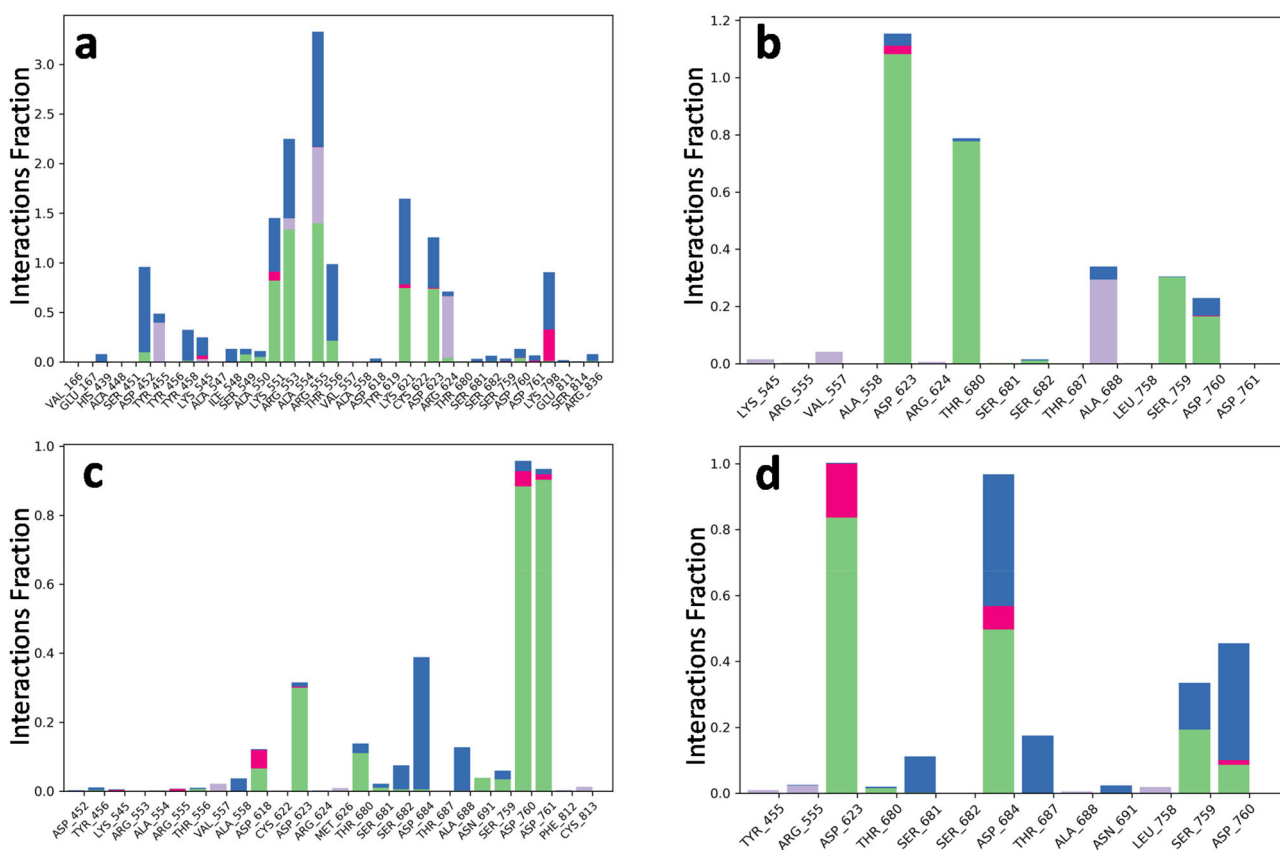 a
Interactions Fraction
3.0
2.5
2.0
1.5
1.0
0.5
0.0
VAL_166
GLU_167
HIS_439
ALA_448
SER_451
ASP_452
TYR_455
TYR_456
TYR_458
LYS_545
ALA_547
ILE_548
SER_549
ALA_550
LYS_551
ARG_553
ALA_554
ARG_555
THR_556
VAL_557
ALA_558
ASP_618
TYR_619
LYS_621
CYS_622
ASP_623
ARG_624
THR_680
SER_681
SER_682
SER_759
ASP_760
ASP_761
LYS_798
GLU_811
SER_814
ARG_836
b
Interactions Fraction
1.2
1.0
0.8
0.6
0.4
0.2
0.0
LYS_545
ARG_555
VAL_557
ALA_558
ASP_623
ARG_624
THR_680
SER_681
SER_682
THR_687
ALA_688
LEU_758
SER_759
ASP_760
ASP_761
c
Interactions Fraction
1.0
0.8
0.6
0.4
0.2
0.0
ASP_452
TYR_456
LYS_545
ARG_553
ALA_554
ARG_555
THR_556
VAL_557
ALA_558
ASP_618
CYS_622
ASP_623
ARG_624
MET_626
THR_680
SER_681
SER_682
ASP_684
THR_687
ALA_688
ASN_691
SER_759
ASP_760
ASP_761
PHE_812
CYS_813
d
Interactions Fraction
1.0
0.8
0.6
0.4
0.2
0.0
TYR_455
ARG_555
ASP_623
THR_680
SER_681
SER_682
ASP_684
THR_687
ALA_688
ASN_691
LEU_758
SER_759
ASP_760